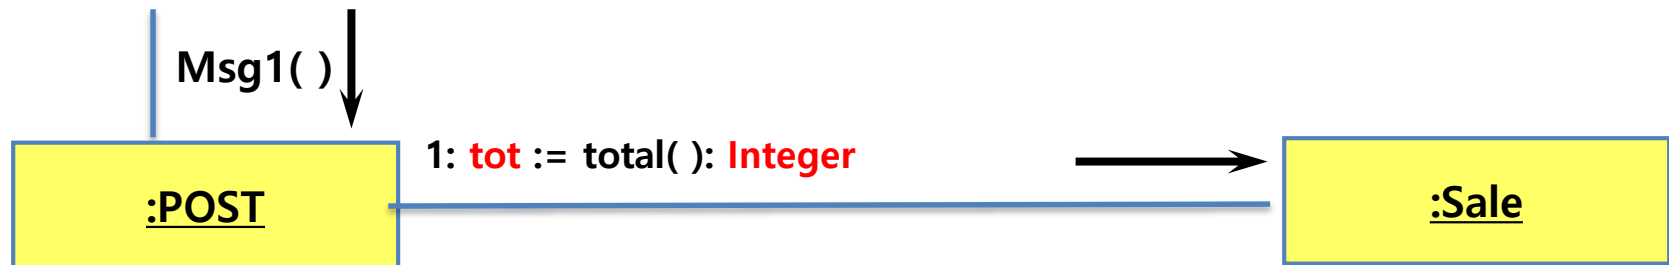 Msg1( )
1: tot := total( ): Integer
:POST
:Sale